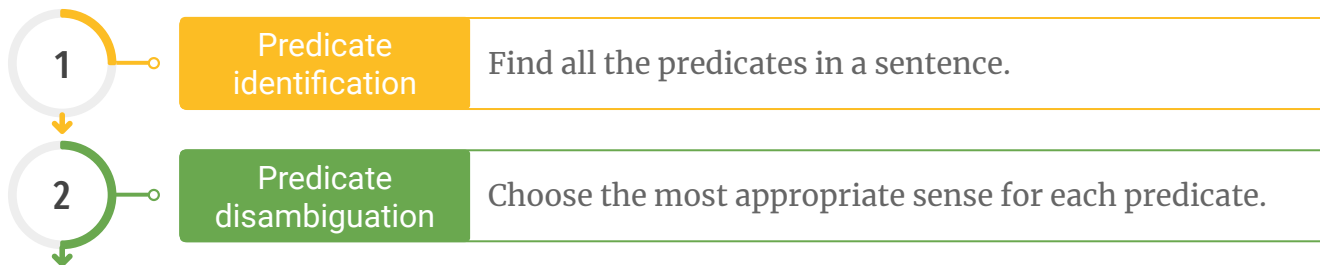 1
Predicate
identification
Find all the predicates in a sentence.
2
Predicate
disambiguation
Choose the most appropriate sense for each predicate.